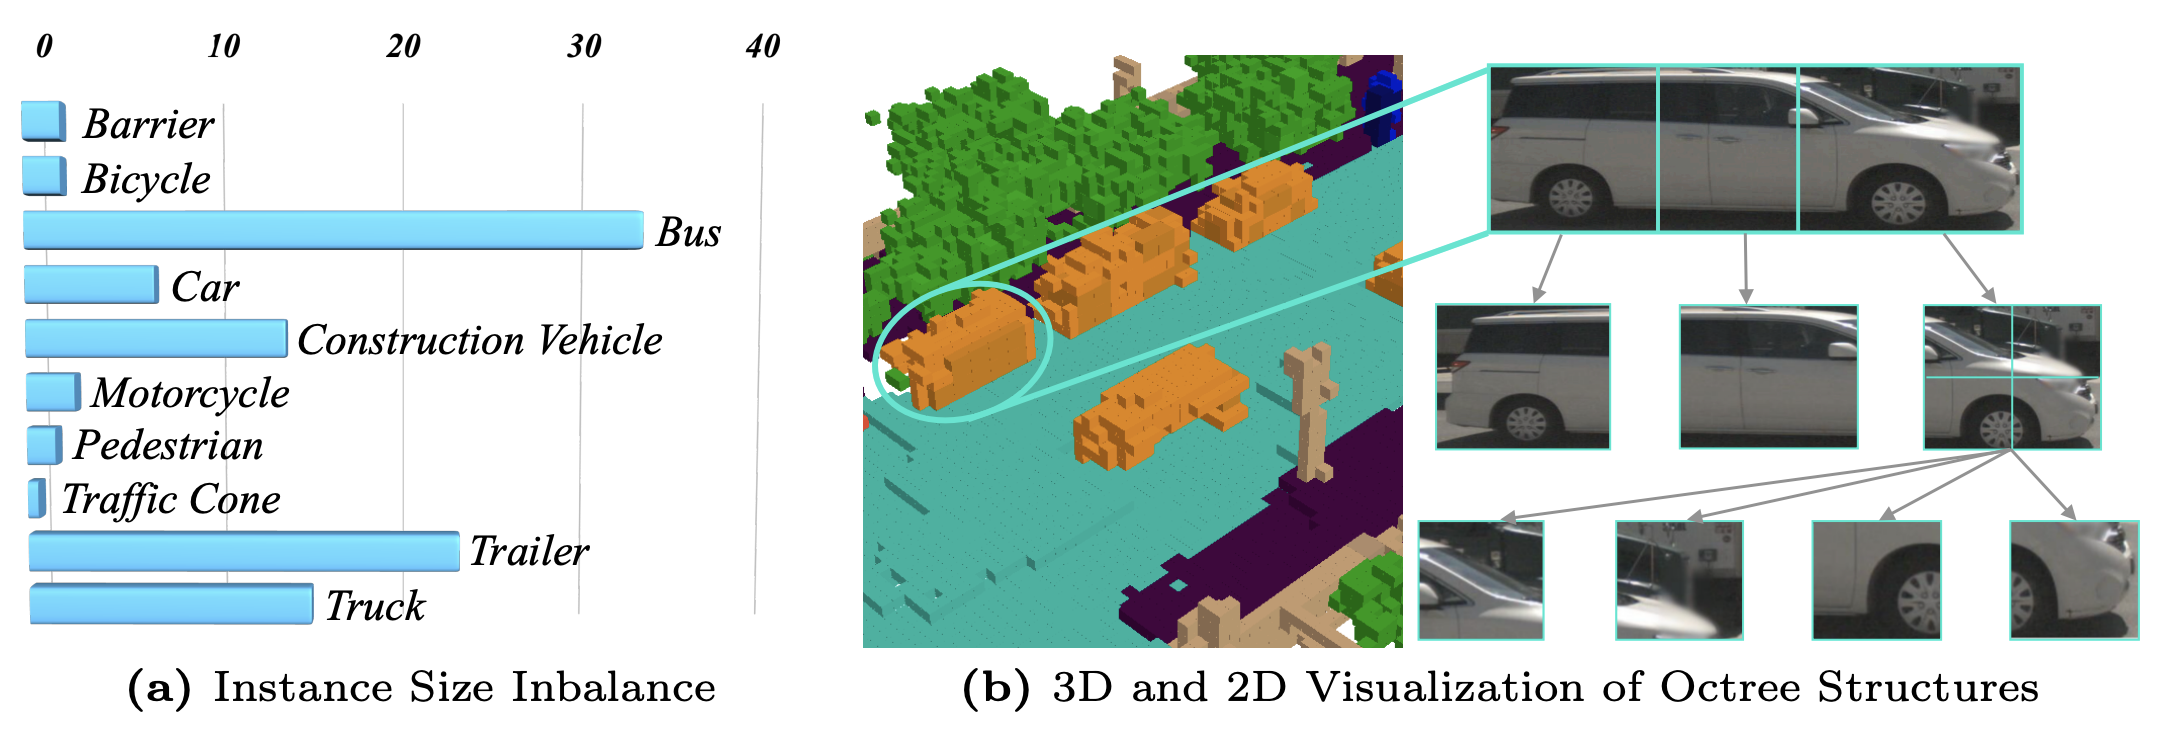 0 10 20 30 40
Barrier
Bicycle
Bus
Car
Construction Vehicle
Motorcycle
Pedestrian
Traffic Cone
Trailer
Truck
(a) Instance Size Inbalance
(b) 3D and 2D Visualization of Octree Structures